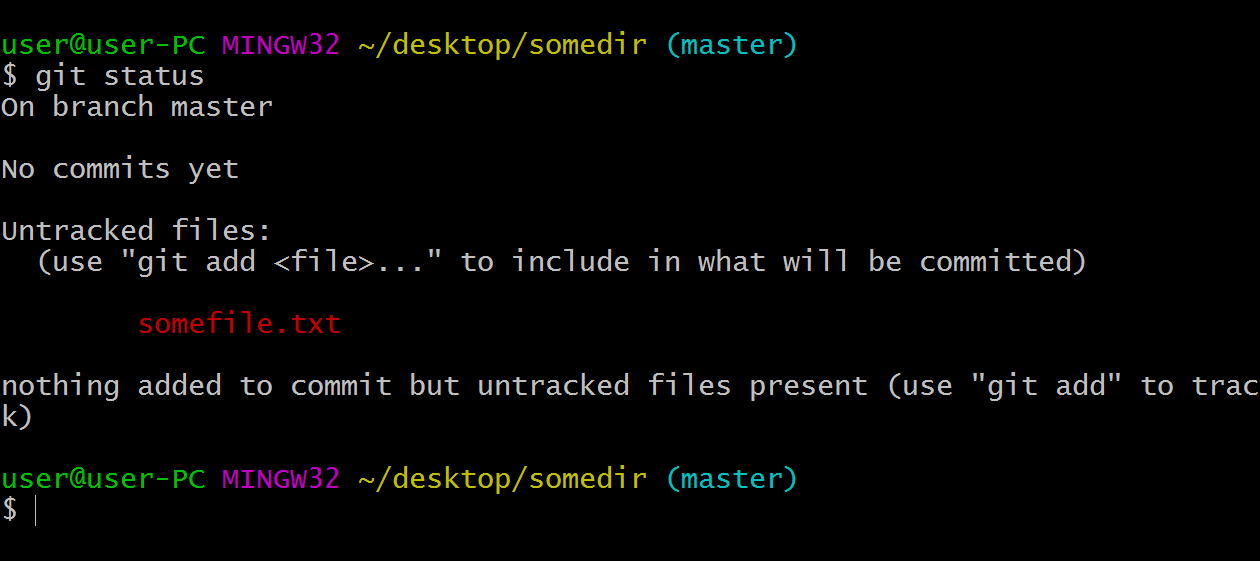 user@user-PC MINGW32 ~/desktop/somedir (master)
$ git status
On branch master
No commits yet
Untracked files:
  (use "git add <file>..." to include in what will be committed)
        somefile.txt
nothing added to commit but untracked files present (use "git add" to trac
k)
user@user-PC MINGW32 ~/desktop/somedir (master)
$